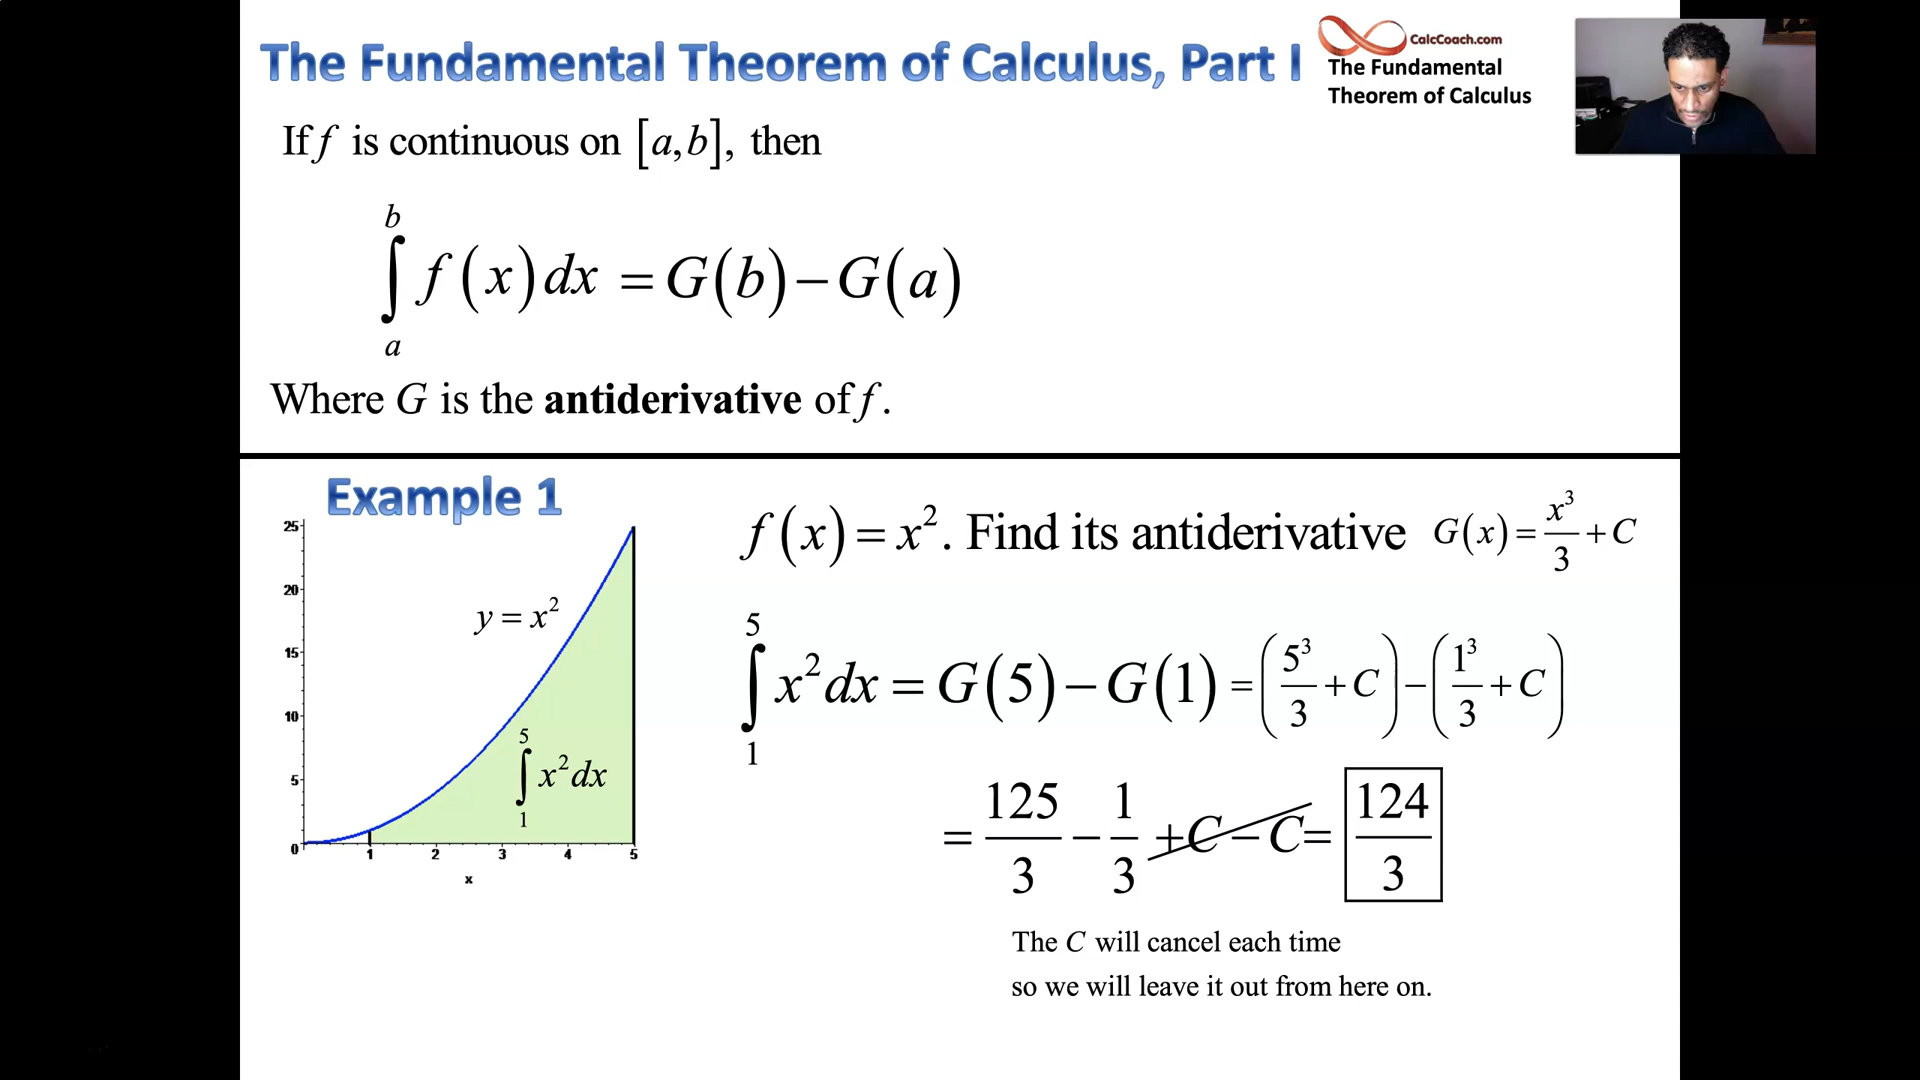 The Fundamental Theorem of Calculus, Part I
CalcCoach.com
The Fundamental
Theorem of Calculus
If f is continuous on [a,b], then
∫_a^b f(x)dx = G(b)−G(a)
Where G is the antiderivative of f.
Example 1
25
20
15
10
5
0
1 2 3 4 5
x
y = x²
∫_1^5 x²dx
f(x)=x². Find its antiderivative G(x)=x³/3+C
∫_1^5 x²dx = G(5)−G(1) = (5³/3+C)−(1³/3+C)
= 125/3 − 1/3 +C−C = 124/3
The C will cancel each time
so we will leave it out from here on.